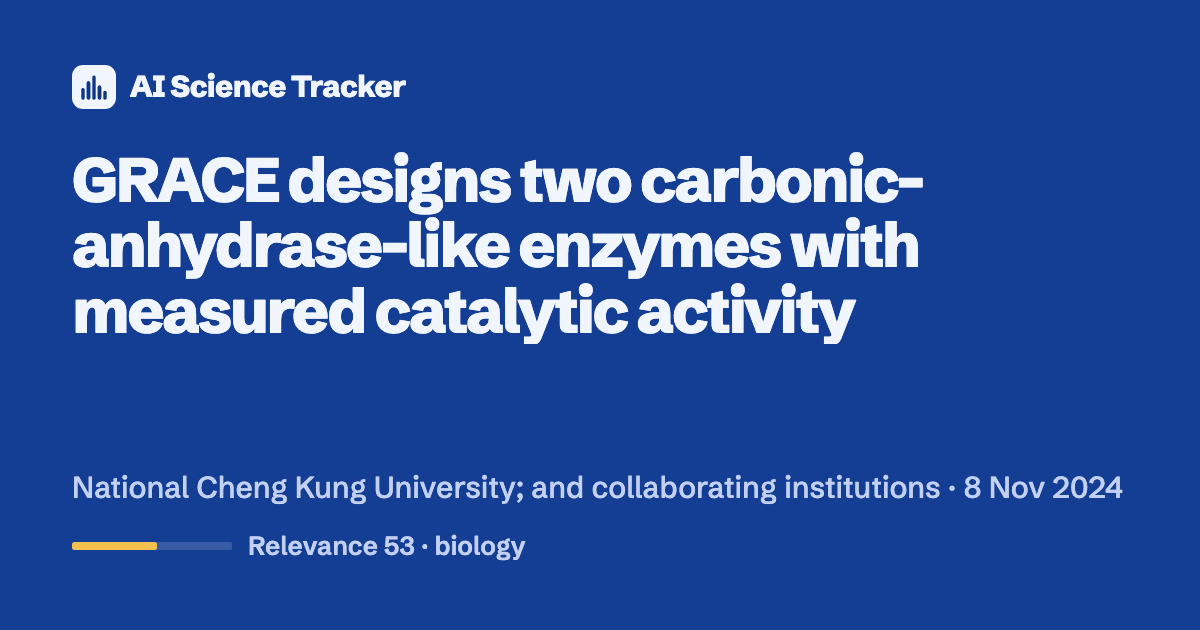 AI Science Tracker
GRACE designs two carbonic-
anhydrase-like enzymes with
measured catalytic activity
National Cheng Kung University; and collaborating institutions · 8 Nov 2024
Relevance 53 · biology